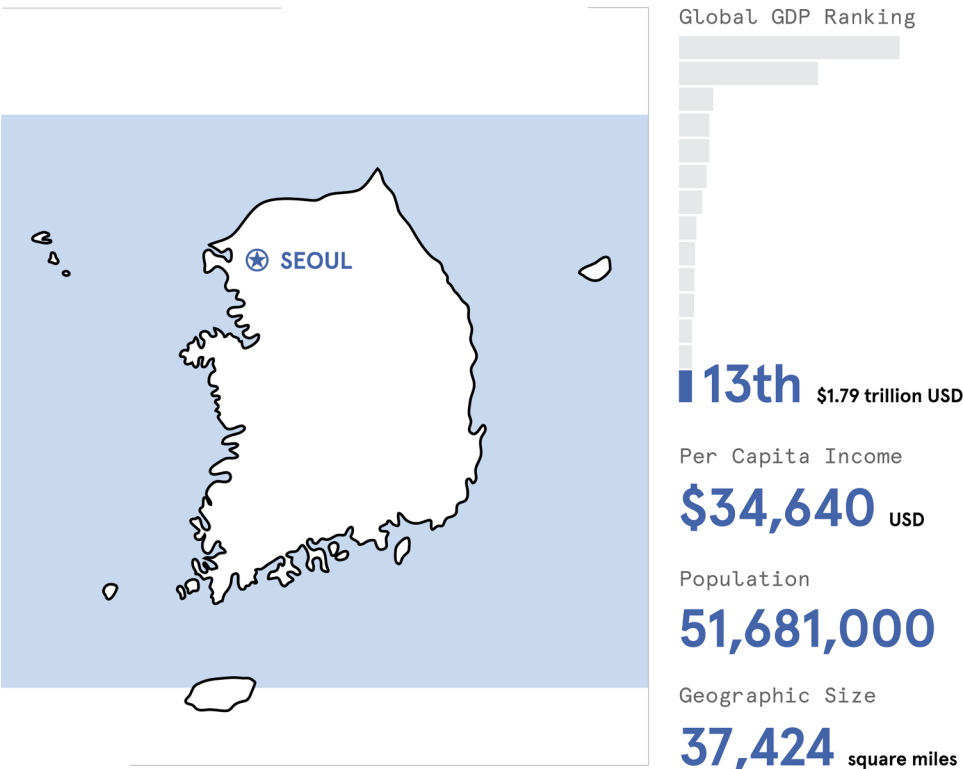 Global GDP Ranking
SEOUL
13th $1.79 trillion USD
Per Capita Income
$34,640 USD
Population
51,681,000
Geographic Size
37,424 square miles